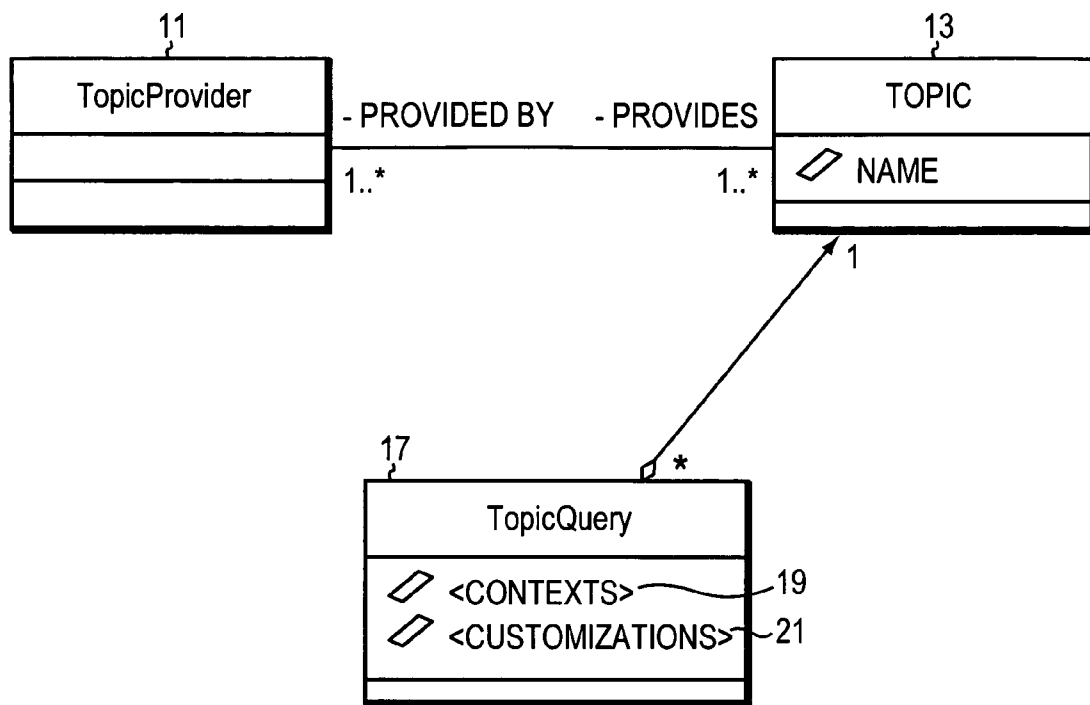 11
13
TopicProvider
TOPIC
- PROVIDED BY - PROVIDES
1..* 1..*
NAME
1
17
*
TopicQuery
<CONTEXTS> 19
<CUSTOMIZATIONS> 21